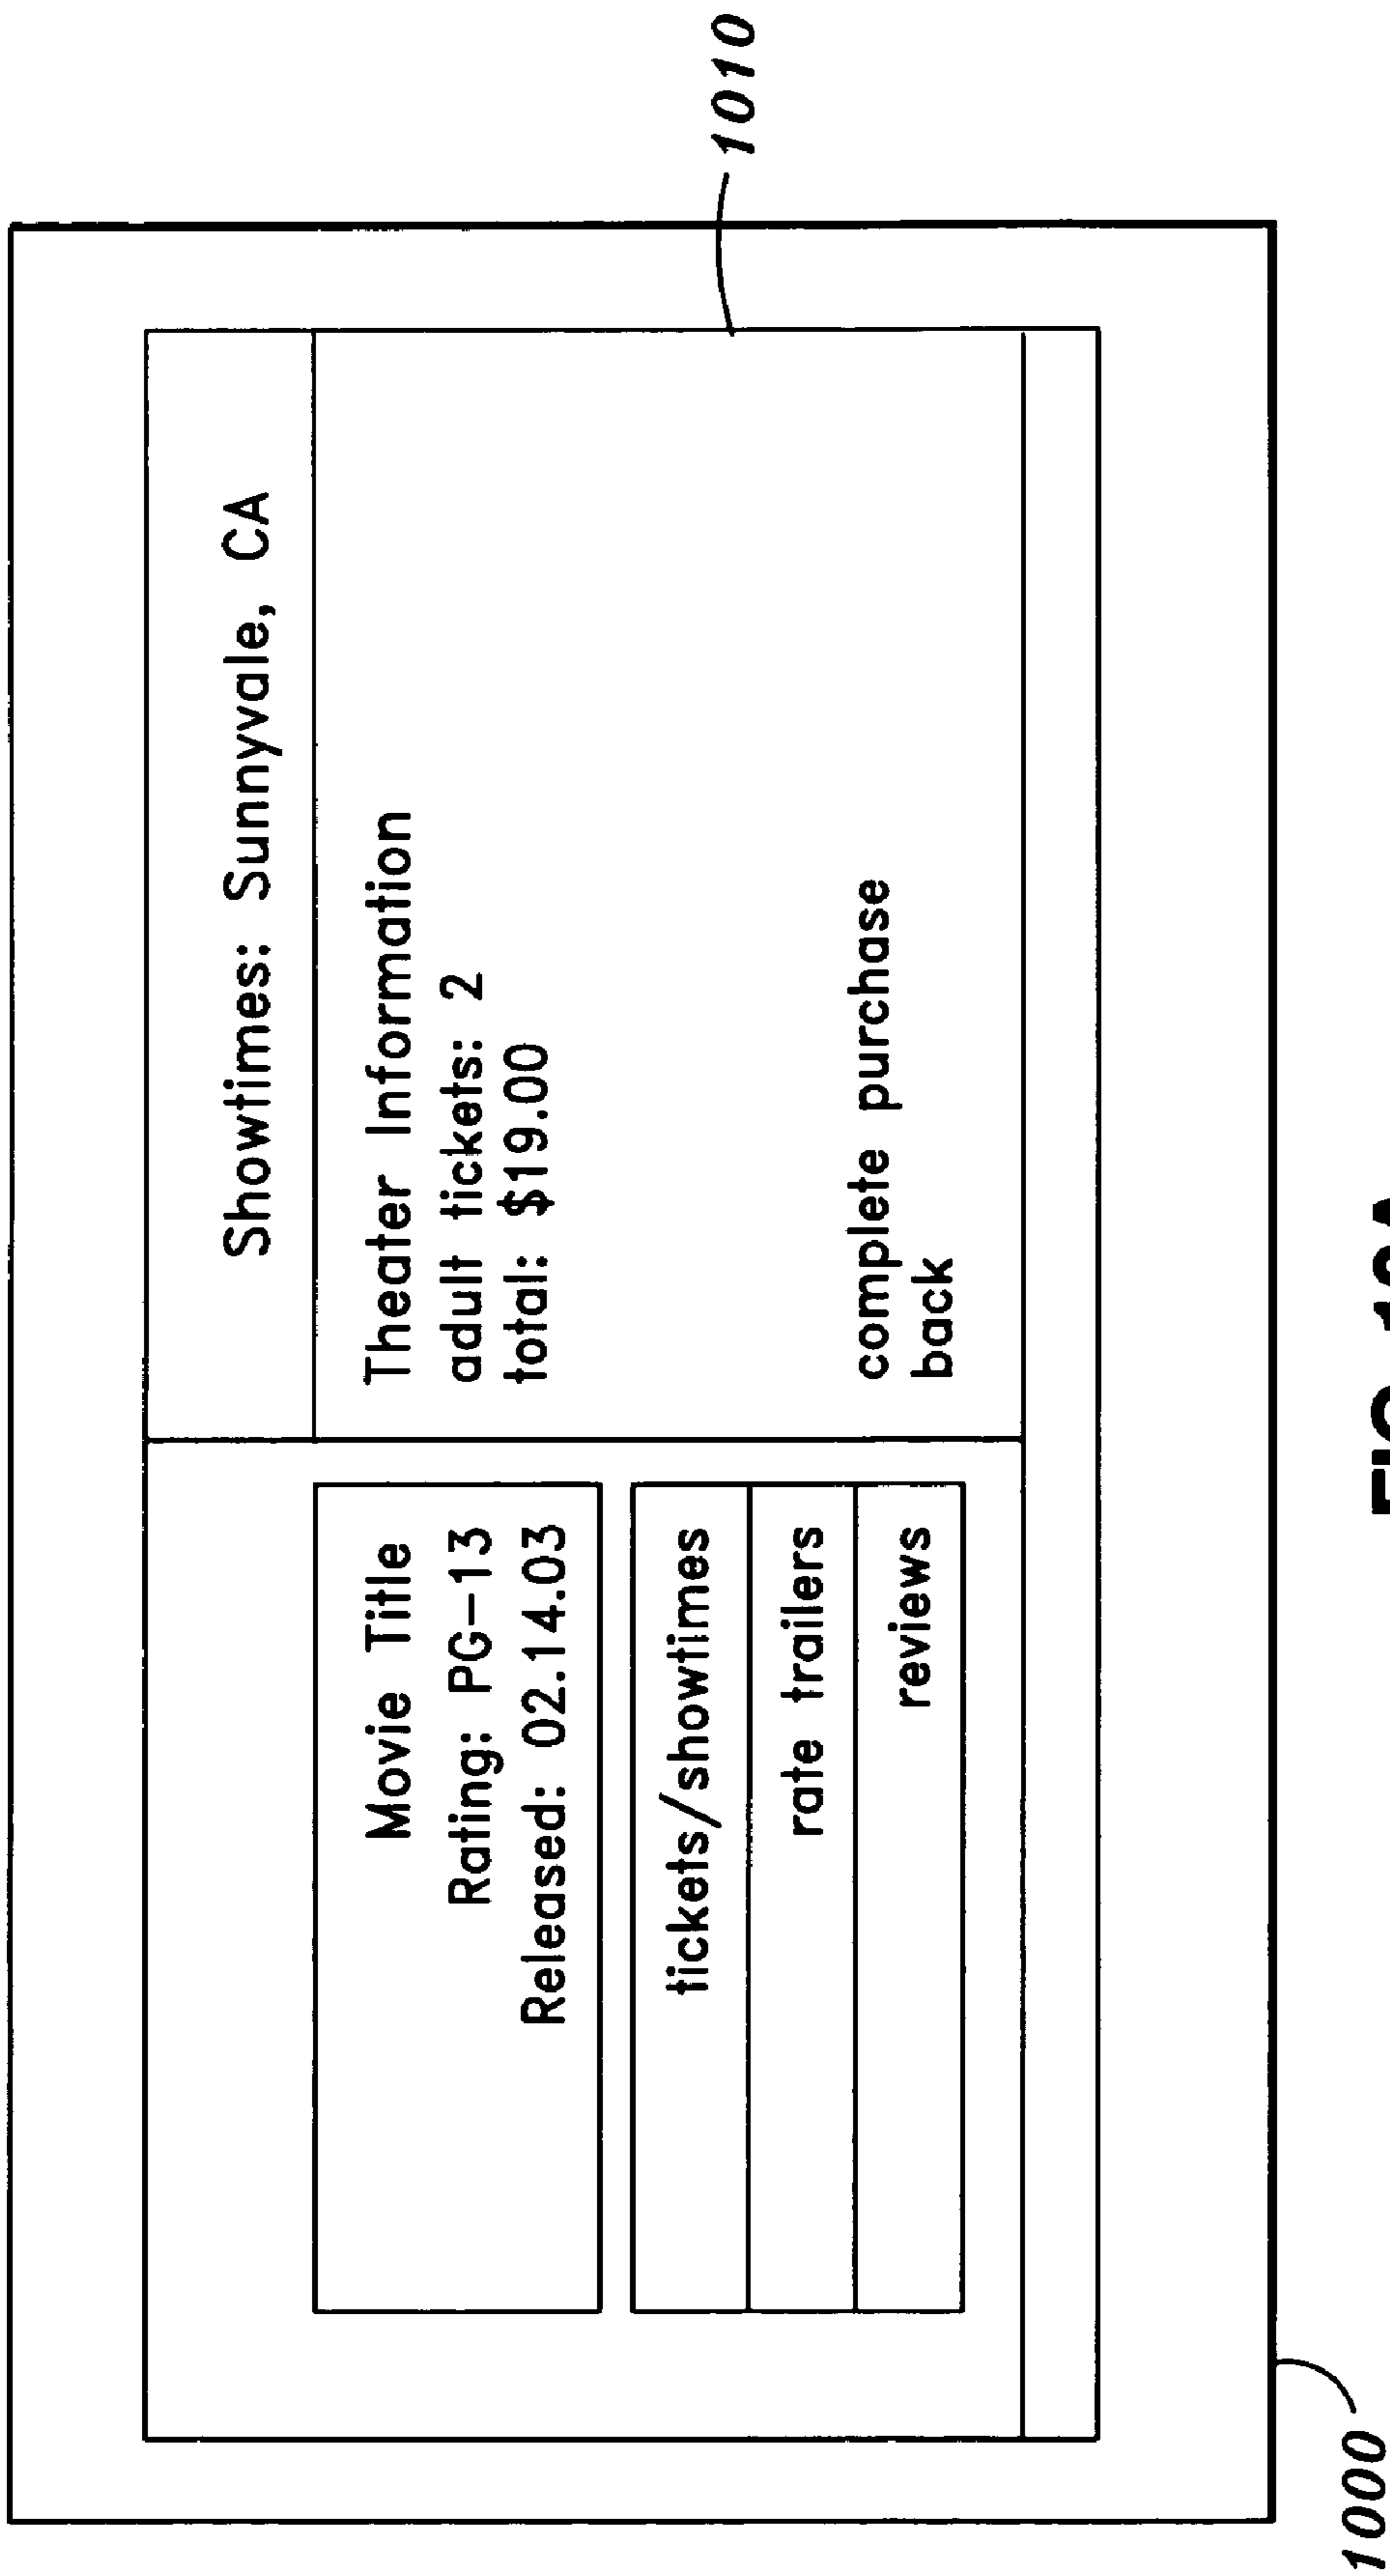 Movie Title
Rating: PG-13
Released: 02.14.03
tickets/showtimes
rate trailers
reviews
Showtimes: Sunnyvale, CA
Theater Information
adult tickets: 2
total: $19.00
complete purchase
back
1010
1000